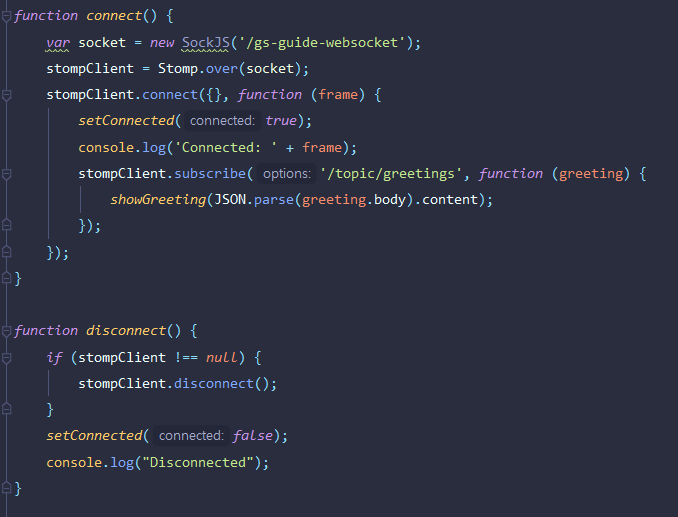 function connect() {
    var socket = new SockJS('/gs-guide-websocket');
    stompClient = Stomp.over(socket);
    stompClient.connect({}, function (frame) {
        setConnected( connected: true);
        console.log('Connected: ' + frame);
        stompClient.subscribe( options: '/topic/greetings', function (greeting) {
            showGreeting(JSON.parse(greeting.body).content);
        });
    });
}

function disconnect() {
    if (stompClient !== null) {
        stompClient.disconnect();
    }
    setConnected( connected: false);
    console.log("Disconnected");
}